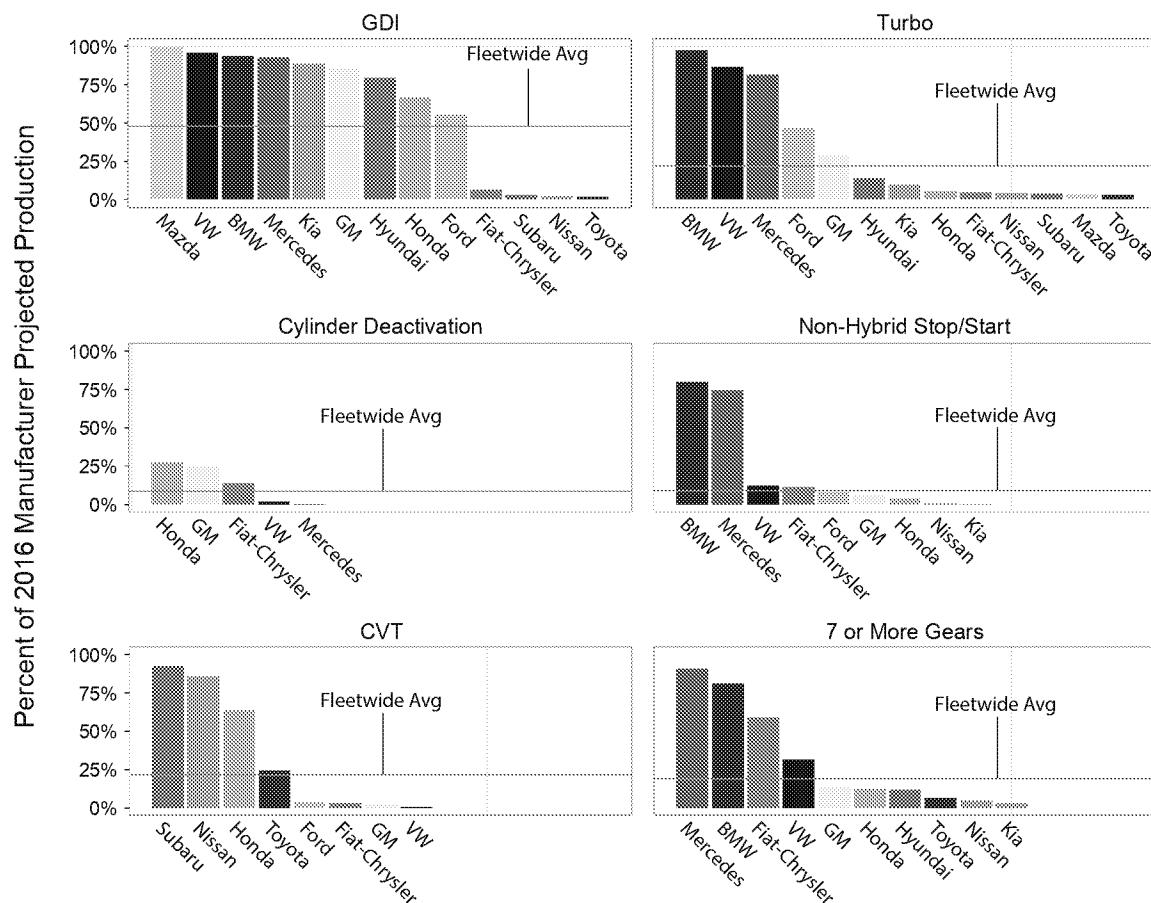 Percent of 2016 Manufacturer Projected Production
GDI
100%
75%
50%
25%
0%
Fleetwide Avg
Mazda
VW
BMW
Mercedes
Kia
GM
Hyundai
Honda
Ford
Fiat-Chrysler
Subaru
Nissan
Toyota
Turbo
Fleetwide Avg
BMW
VW
Mercedes
Ford
GM
Hyundai
Kia
Honda
Fiat-Chrysler
Nissan
Subaru
Mazda
Toyota
Cylinder Deactivation
100%
75%
50%
25%
0%
Fleetwide Avg
Honda
GM
Fiat-Chrysler
VW
Mercedes
Non-Hybrid Stop/Start
Fleetwide Avg
BMW
Mercedes
VW
Fiat-Chrysler
Ford
GM
Honda
Nissan
Kia
CVT
100%
75%
50%
25%
0%
Fleetwide Avg
Subaru
Nissan
Honda
Toyota
Ford
Fiat-Chrysler
GM
VW
7 or More Gears
Fleetwide Avg
Mercedes
BMW
Fiat-Chrysler
VW
GM
Honda
Hyundai
Toyota
Nissan
Kia